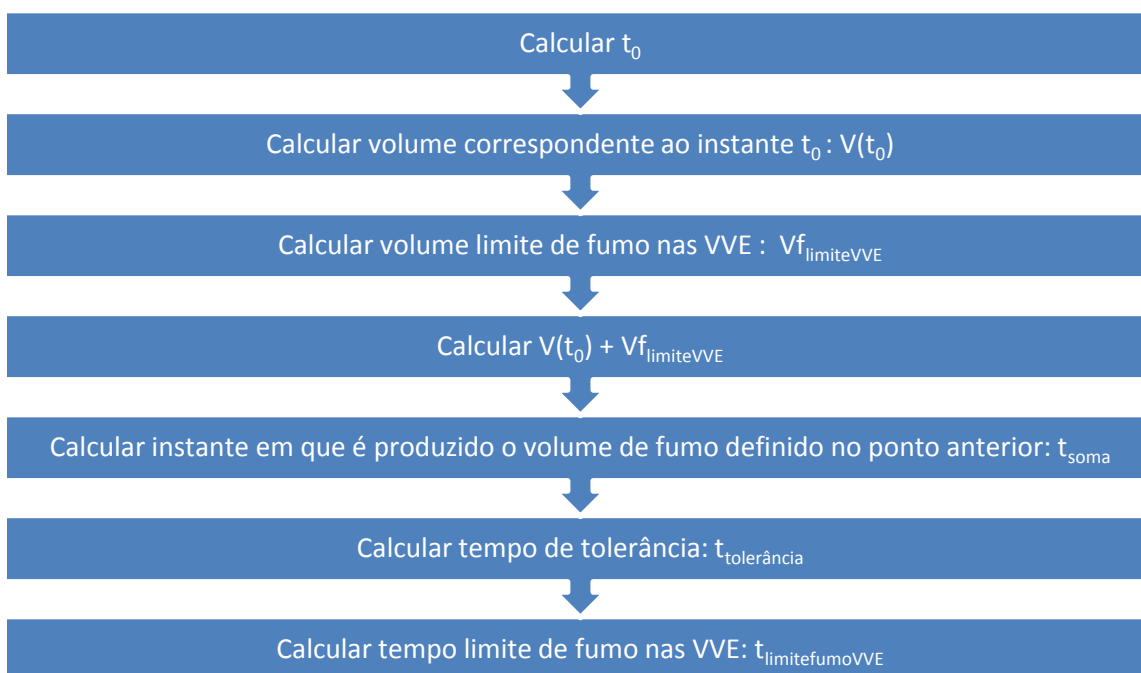 Calcular t0
Calcular volume correspondente ao instante t0 : V(t0)
Calcular volume limite de fumo nas VVE : VflimiteVVE
Calcular V(t0) + VflimiteVVE
Calcular instante em que é produzido o volume de fumo definido no ponto anterior: tsoma
Calcular tempo de tolerância: ttolerância
Calcular tempo limite de fumo nas VVE: tlimitefumoVVE